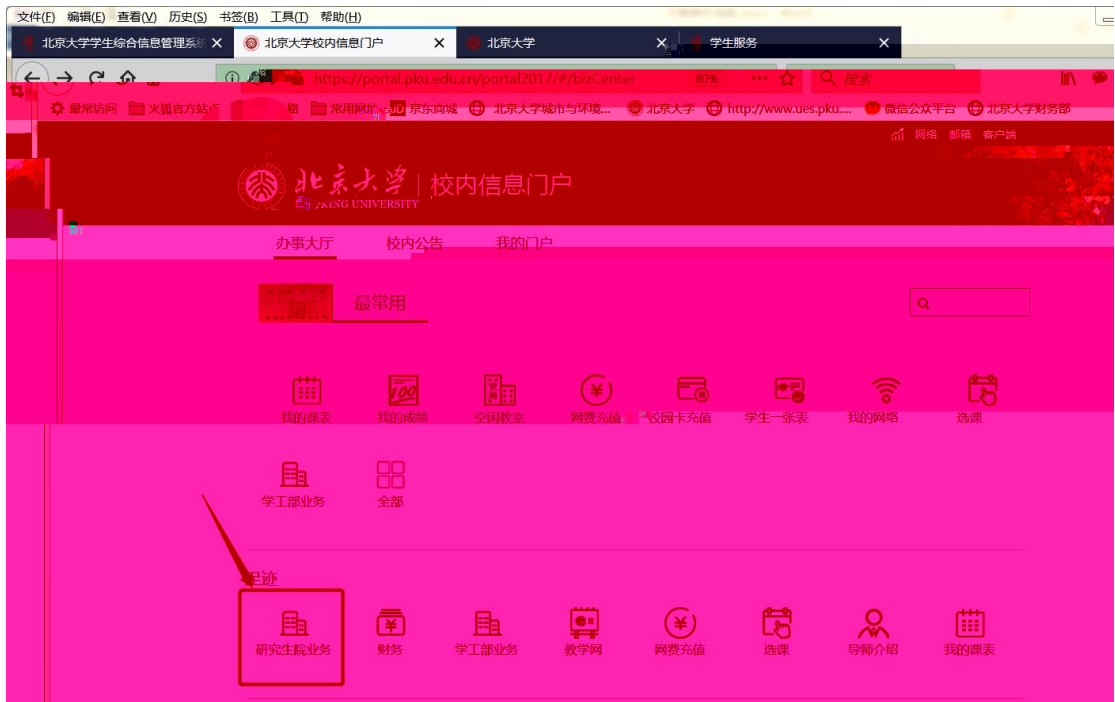 文件(F) 编辑(E) 查看(V) 历史(S) 书签(B) 工具(T) 帮助(H)
北京大学学生综合信息管理系统 北京大学校内信息门户 北京大学 学生服务
https://portal.pku.edu.cn/portal2017/#/bizCenter 80% 搜索
最常访问 火狐官方站点 常用网址 JD 京东商城 北京大学城市与环境... 北京大学 http://www.ues.pku.... 微信公众平台 北京大学财务部
网络 邮箱 客户端
北京大学 校内信息门户
PEKING UNIVERSITY
办事大厅 校内公告 我的门户
最常用
我的课表 我的成绩 空闲教室 网费充值 校园卡充值 学生一张表 我的网络 选课
学工部业务 全部
足迹
研究生院业务 财务 学工部业务 教学网 网费充值 选课 导师介绍 我的课表